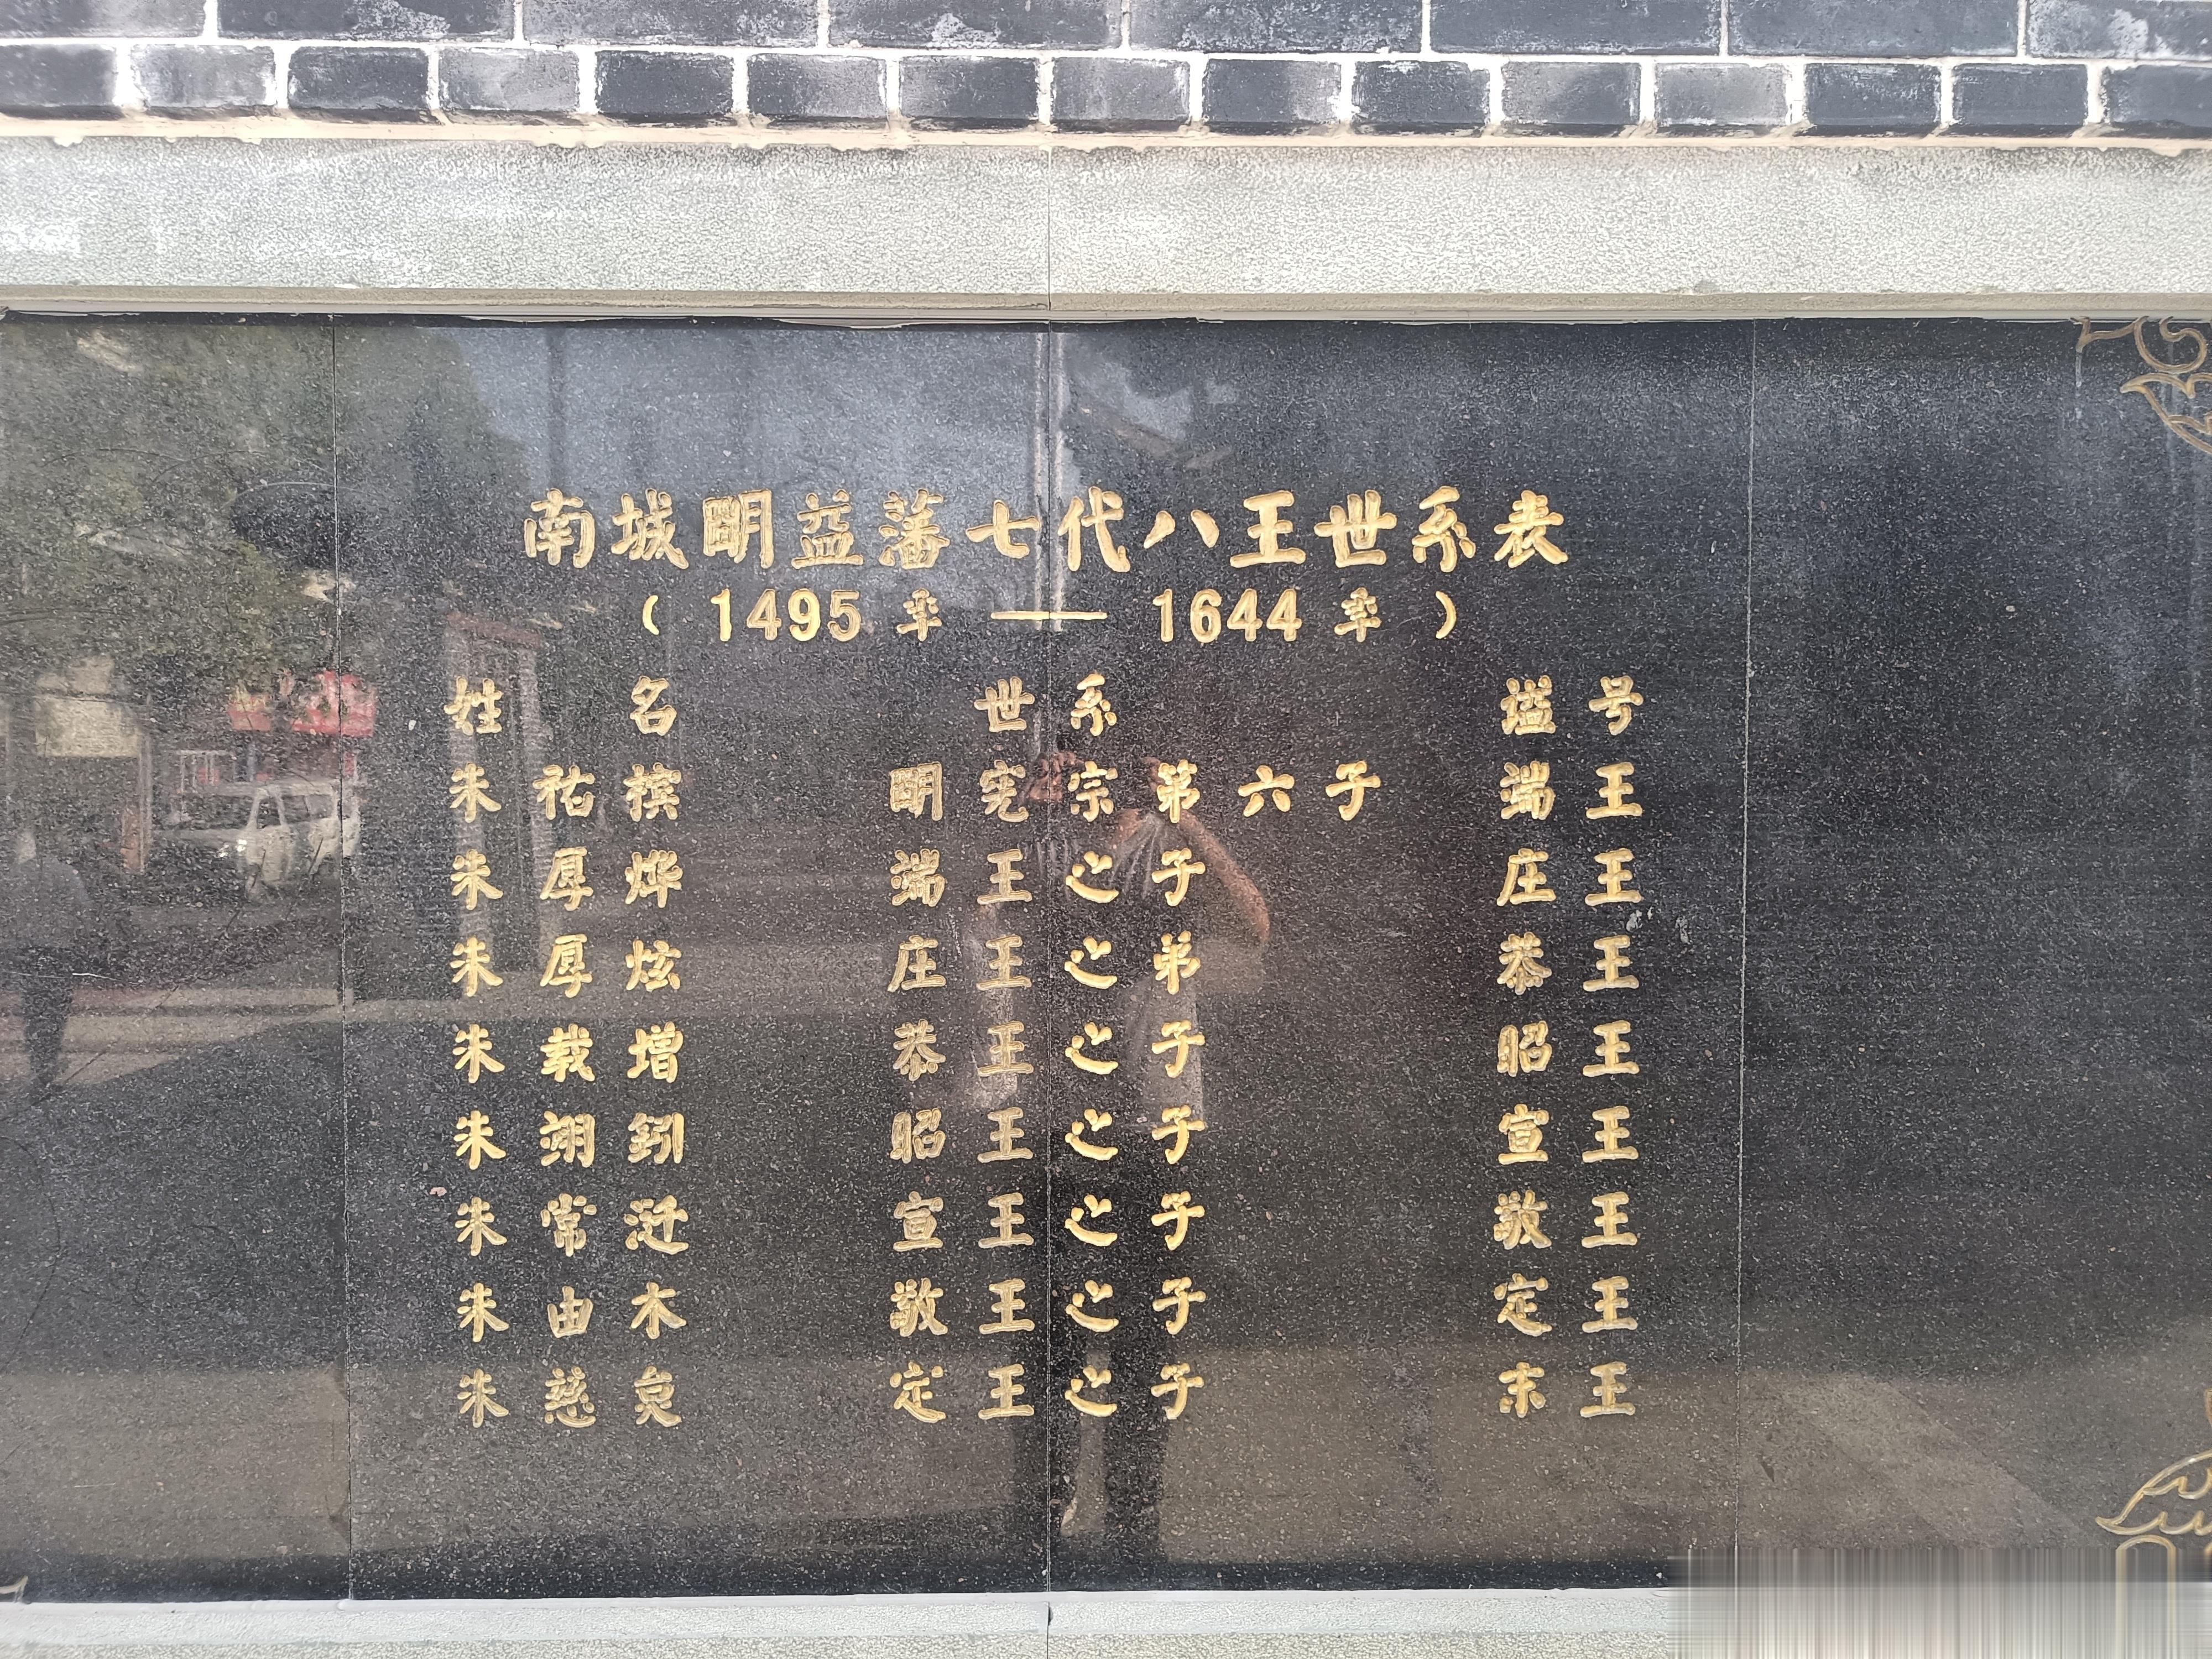 南城明益藩七代八王世系表
（1495年——1644年）
姓名 世系 谥号
朱祐槟 明宪宗第六子 端王
朱厚烨 端王之子 庄王
朱厚炫 庄王之弟 恭王
朱载增 恭王之子 昭王
朱翊鈏 昭王之子 宣王
朱常迁 宣王之子 敬王
朱由木 敬王之子 定王
朱慈炱 定王之子 末王